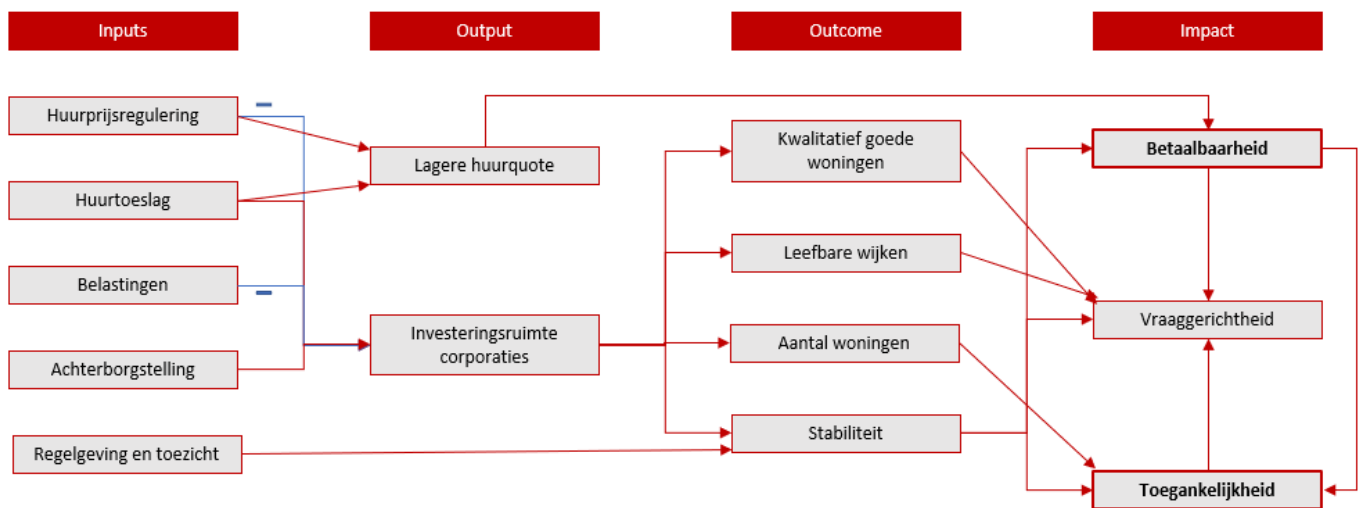 Inputs
Output
Outcome
Impact
Huurprijsregulering
Huurtoeslag
Belastingen
Achterborgstelling
Regelgeving en toezicht
Lagere huurquote
Investeringsruimte
corporaties
Kwalitatief goede
woningen
Leefbare wijken
Aantal woningen
Stabiliteit
Betaalbaarheid
Vraaggerichtheid
Toegankelijkheid